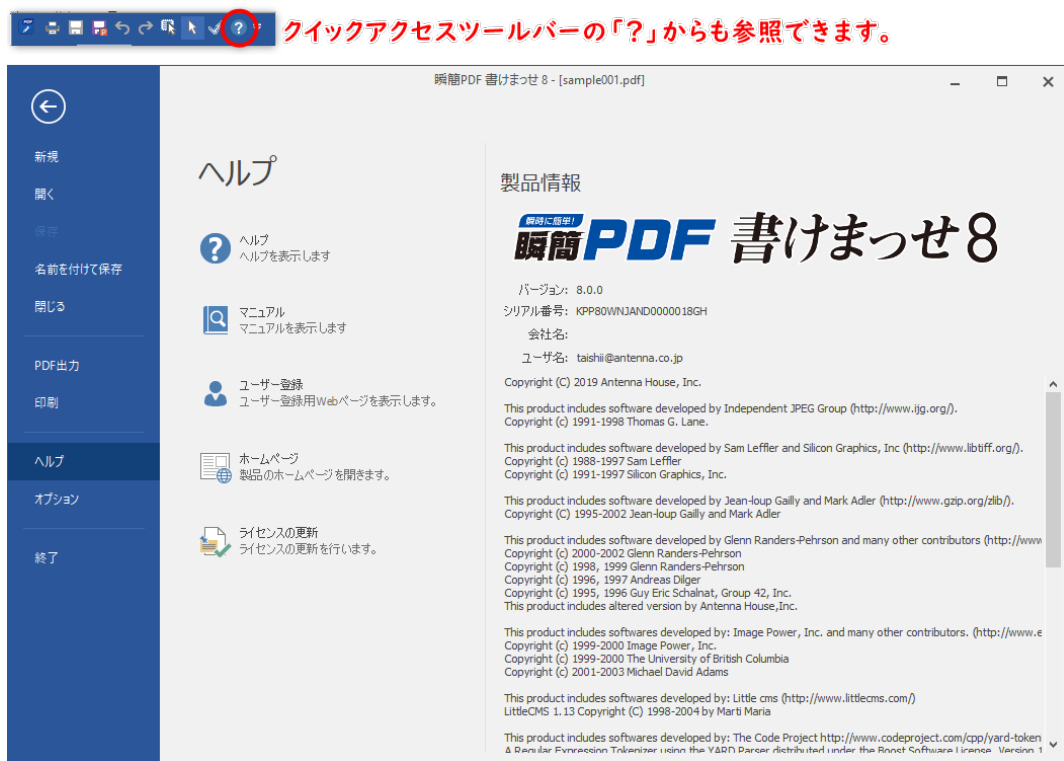 クイックアクセスツールバーの「？」からも参照できます。
瞬簡PDF 書けまっせ 8 - [sample001.pdf]
新規
開く
保存
名前を付けて保存
閉じる
PDF出力
印刷
ヘルプ
オプション
終了
ヘルプ
ヘルプ
ヘルプを表示します
マニュアル
マニュアルを表示します
ユーザー登録
ユーザー登録用Webページを表示します。
ホームページ
製品のホームページを開きます。
ライセンスの更新
ライセンスの更新を行います。
製品情報
瞬時に簡単!
瞬簡PDF 書けまっせ8
バージョン: 8.0.0
シリアル番号: KPP80WNJAND0000018GH
会社名:
ユーザ名: taishii@antenna.co.jp
Copyright (C) 2019 Antenna House, Inc.
This product includes software developed by Independent JPEG Group (http://www.ijg.org/).
Copyright (C) 1991-1998 Thomas G. Lane.
This product includes software developed by Sam Leffler and Silicon Graphics, Inc (http://www.libtiff.org/).
Copyright (C) 1988-1997 Sam Leffler
Copyright (C) 1991-1997 Silicon Graphics, Inc.
This product includes software developed by Jean-loup Gailly and Mark Adler (http://www.gzip.org/zlib/).
Copyright (C) 1995-2002 Jean-loup Gailly and Mark Adler
This product includes software developed by Glenn Randers-Pehrson and many other contributors (http://www
Copyright (c) 2000-2002 Glenn Randers-Pehrson
Copyright (c) 1998, 1999 Glenn Randers-Pehrson
Copyright (c) 1996, 1997 Andreas Dilger
Copyright (c) 1995, 1996 Guy Eric Schalnat, Group 42, Inc.
This product includes altered version by Antenna House,Inc.
This product includes softwares developed by: Image Power, Inc. and many other contributors. (http://www.e
Copyright (c) 1999-2000 Image Power, Inc.
Copyright (c) 1999-2000 The University of British Columbia
Copyright (c) 2001-2003 Michael David Adams
This product includes softwares developed by: Little cms (http://www.littlecms.com/)
LittleCMS 1.13 Copyright (C) 1998-2004 by Marti Maria
This product includes softwares developed by: The Code Project http://www.codeproject.com/cpp/yard-token
A Regular Expression Tokenizer using the YARD Parser distributed under the Boost Software License, Version 1